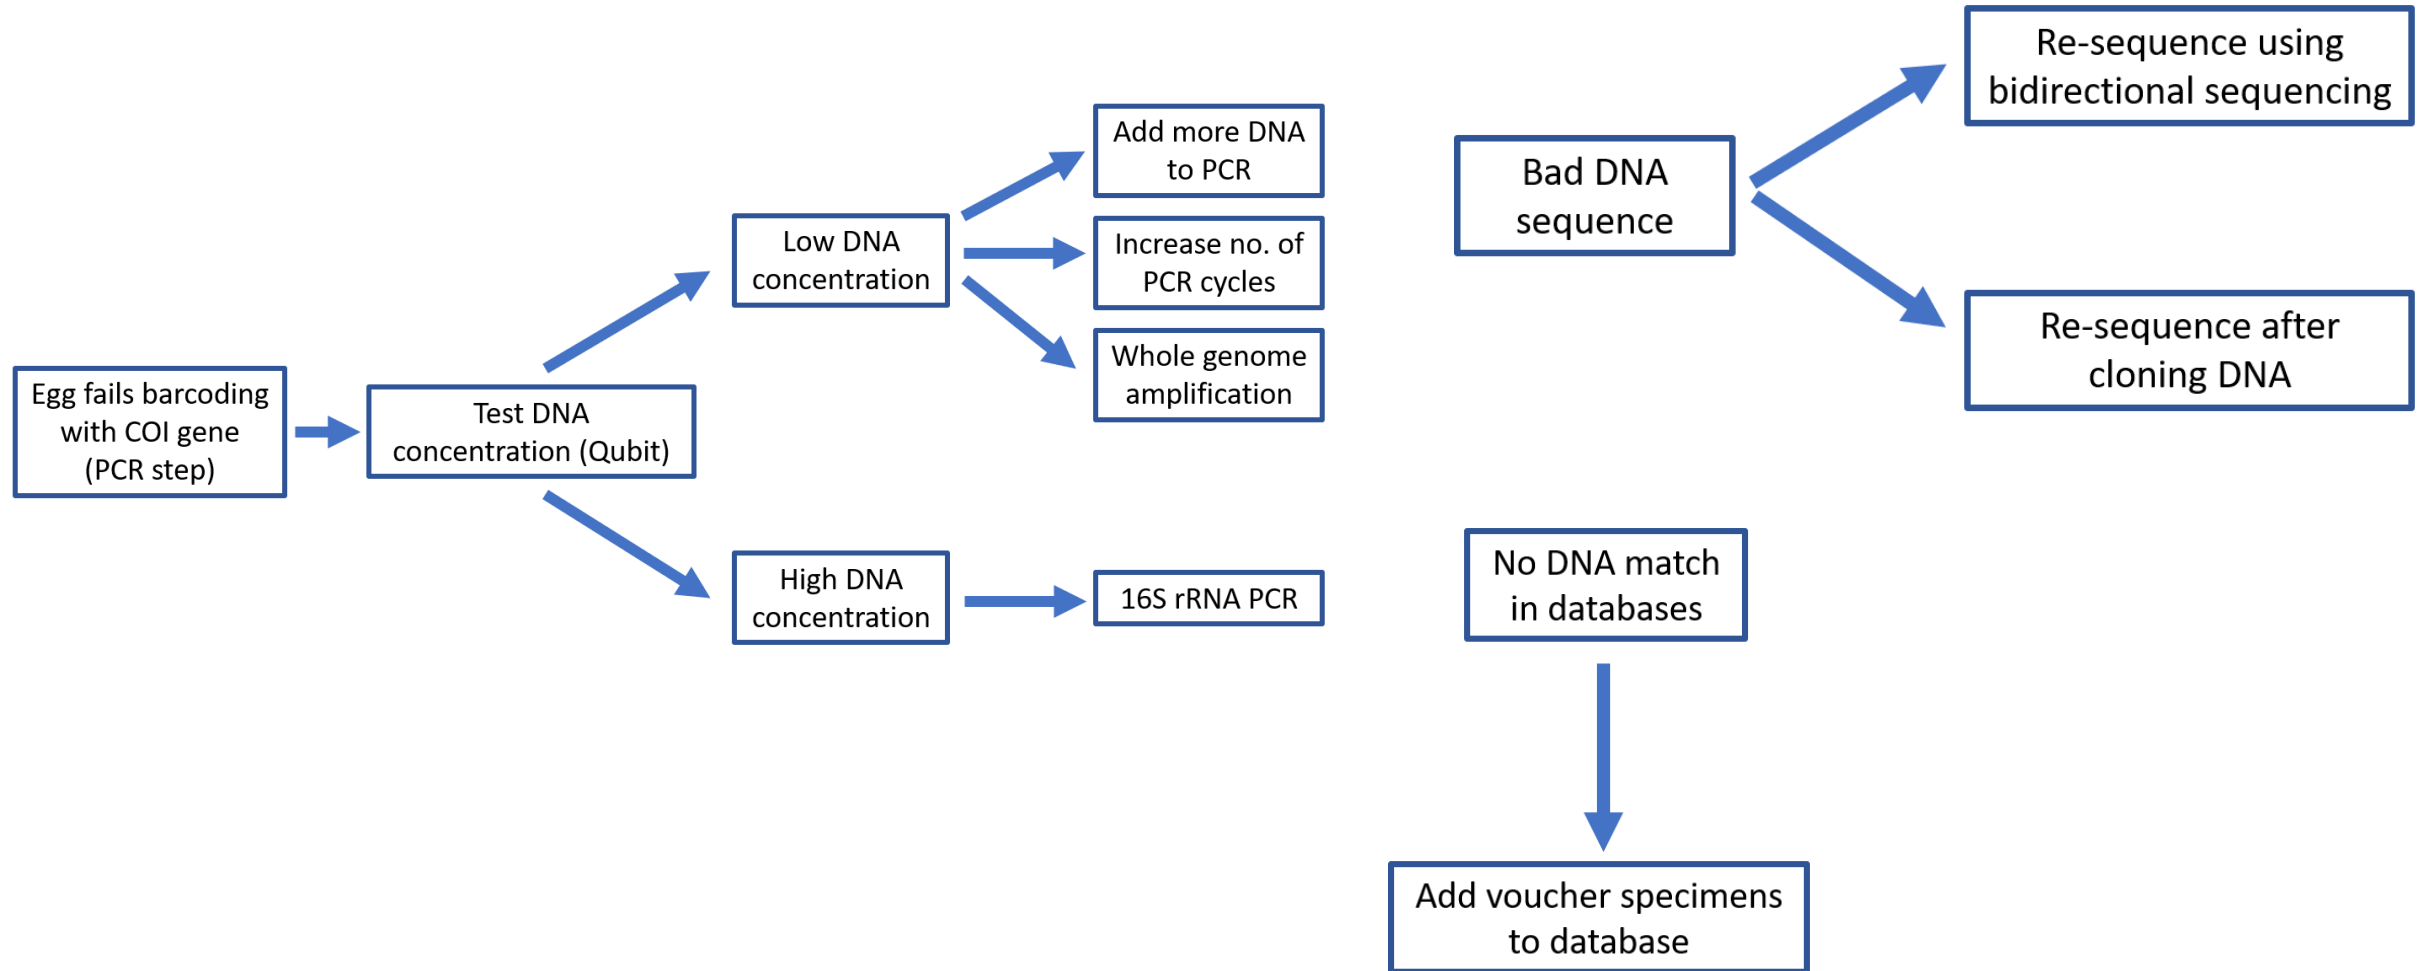 Egg fails barcoding
with COI gene
(PCR step)
Test DNA
concentration (Qubit)
Low DNA
concentration
Add more DNA
to PCR
Increase no. of
PCR cycles
Whole genome
amplification
High DNA
concentration
16S rRNA PCR
Bad DNA
sequence
Re-sequence using
bidirectional sequencing
Re-sequence after
cloning DNA
No DNA match
in databases
Add voucher specimens
to database